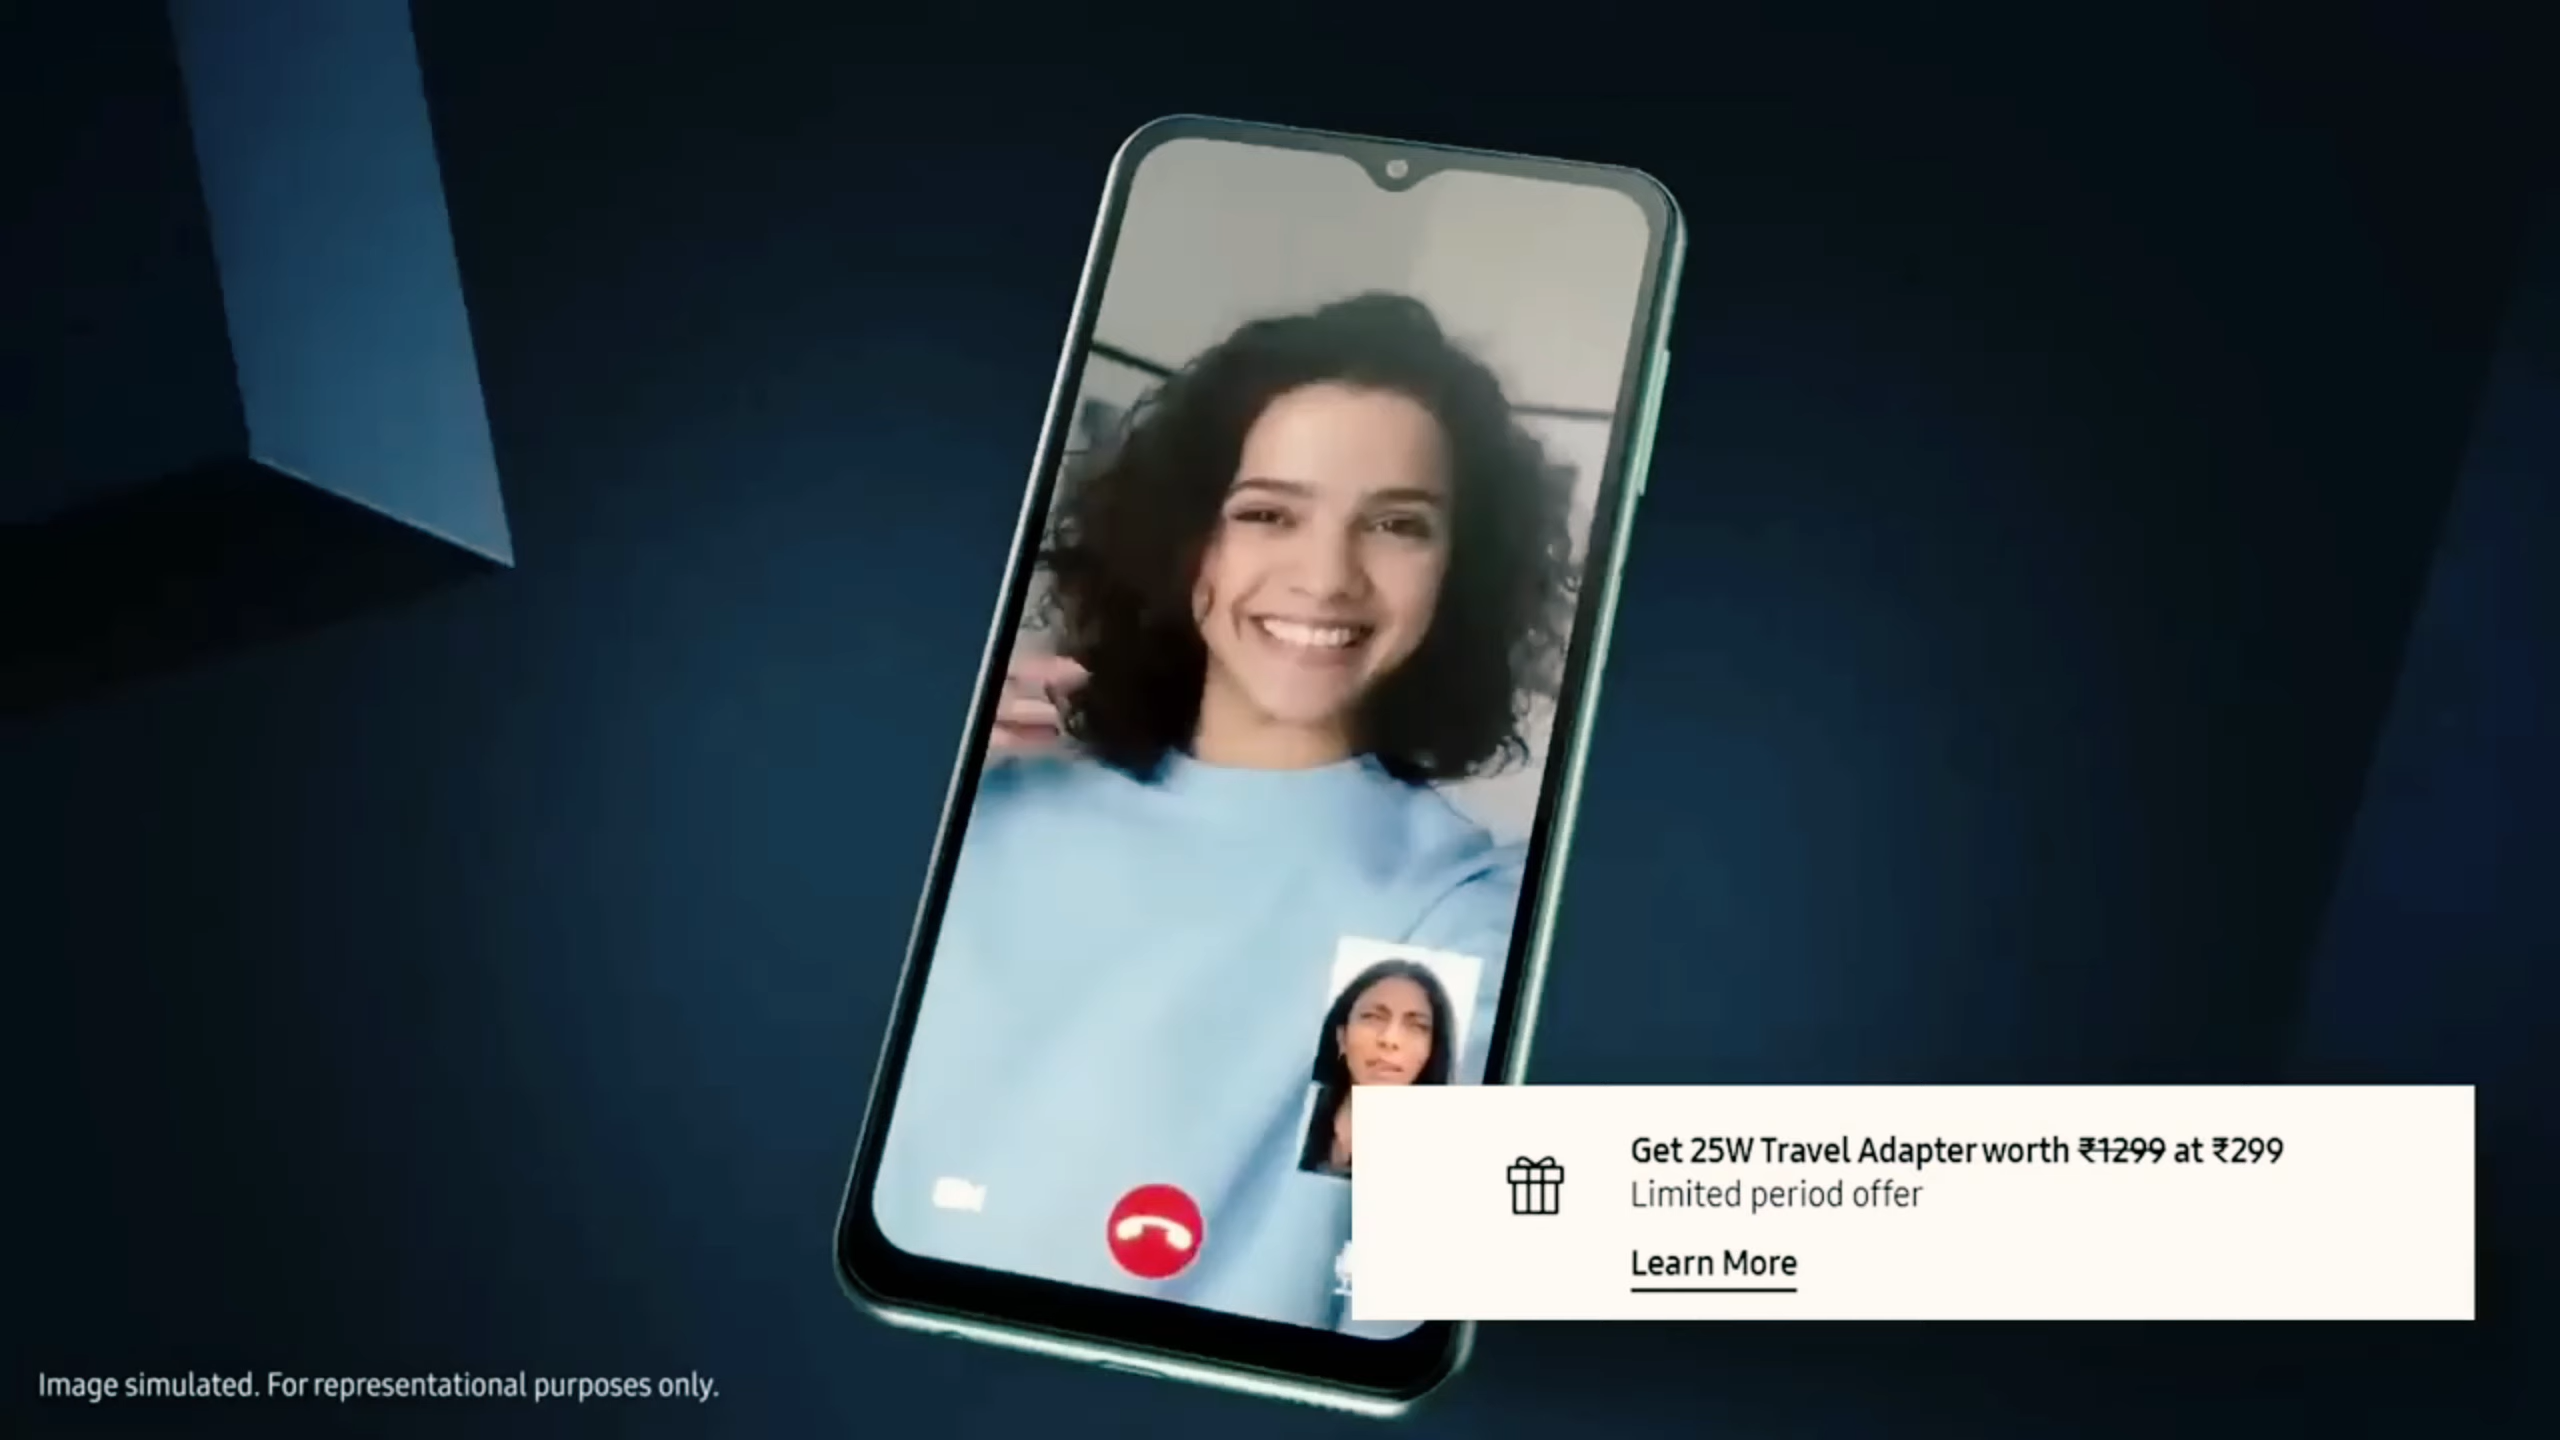 Get 25W Travel Adapter worth ₹1299 at ₹299
Limited period offer
Learn More
Image simulated. For representational purposes only.